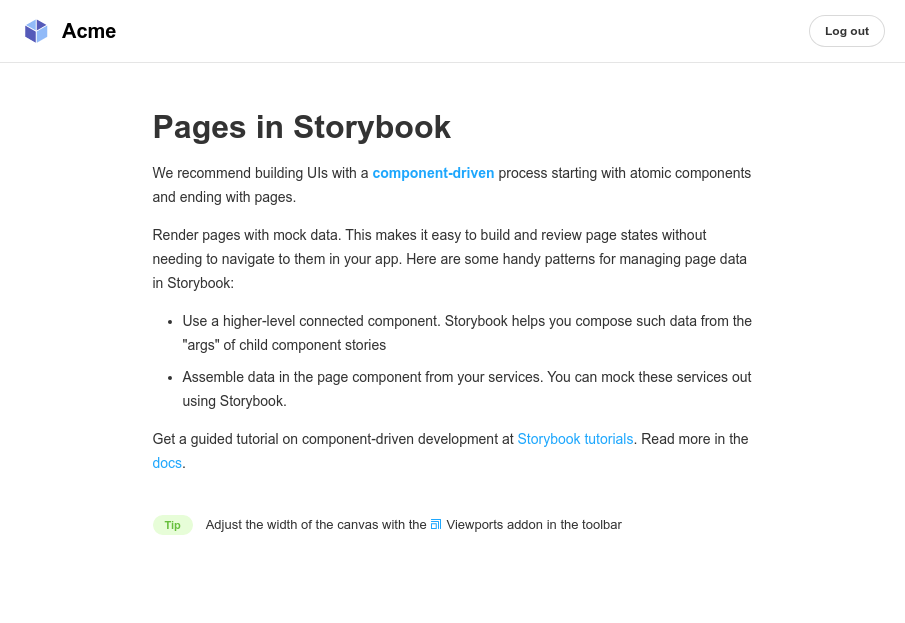 Acme
Log out
Pages in Storybook
We recommend building UIs with a component-driven process starting with atomic components
and ending with pages.
Render pages with mock data. This makes it easy to build and review page states without
needing to navigate to them in your app. Here are some handy patterns for managing page data
in Storybook:
Use a higher-level connected component. Storybook helps you compose such data from the
"args" of child component stories
Assemble data in the page component from your services. You can mock these services out
using Storybook.
Get a guided tutorial on component-driven development at Storybook tutorials. Read more in the
docs.
Tip Adjust the width of the canvas with the Viewports addon in the toolbar